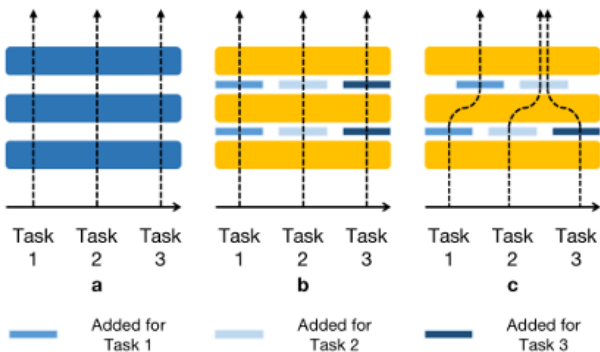 Task Task Task Task Task Task Task Task Task
1 2 3 1 2 3 1 2 3
a b c
Added for Added for Added for
Task 1 Task 2 Task 3